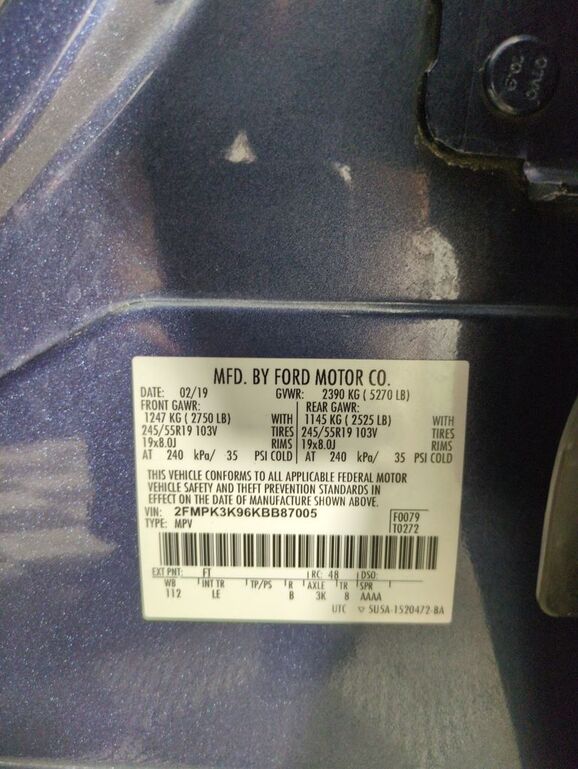 MFD. BY FORD MOTOR CO.
DATE: 02/19 GVWR: 2390 KG ( 5270 LB)
FRONT GAWR: REAR GAWR:
1247 KG ( 2750 LB) WITH 1145 KG ( 2525 LB) WITH
245/55R19 103V TIRES 245/55R19 103V TIRES
19x8.0J RIMS 19x8.0J RIMS
AT 240 kPa/ 35 PSI COLD AT 240 kPa/ 35 PSI COLD
THIS VEHICLE CONFORMS TO ALL APPLICABLE FEDERAL MOTOR
VEHICLE SAFETY AND THEFT PREVENTION STANDARDS IN
EFFECT ON THE DATE OF MANUFACTURE SHOWN ABOVE.
VIN: 2FMPK3K96KBB87005 F0079
TYPE: MPV T0272
EXT PNT: FT RC: 48 DSO:
WB INT TR TP/PS R AXLE TR SPR
112 LE B 3K 8 AAAA
UTC ▽ SU5A-1520472-BA